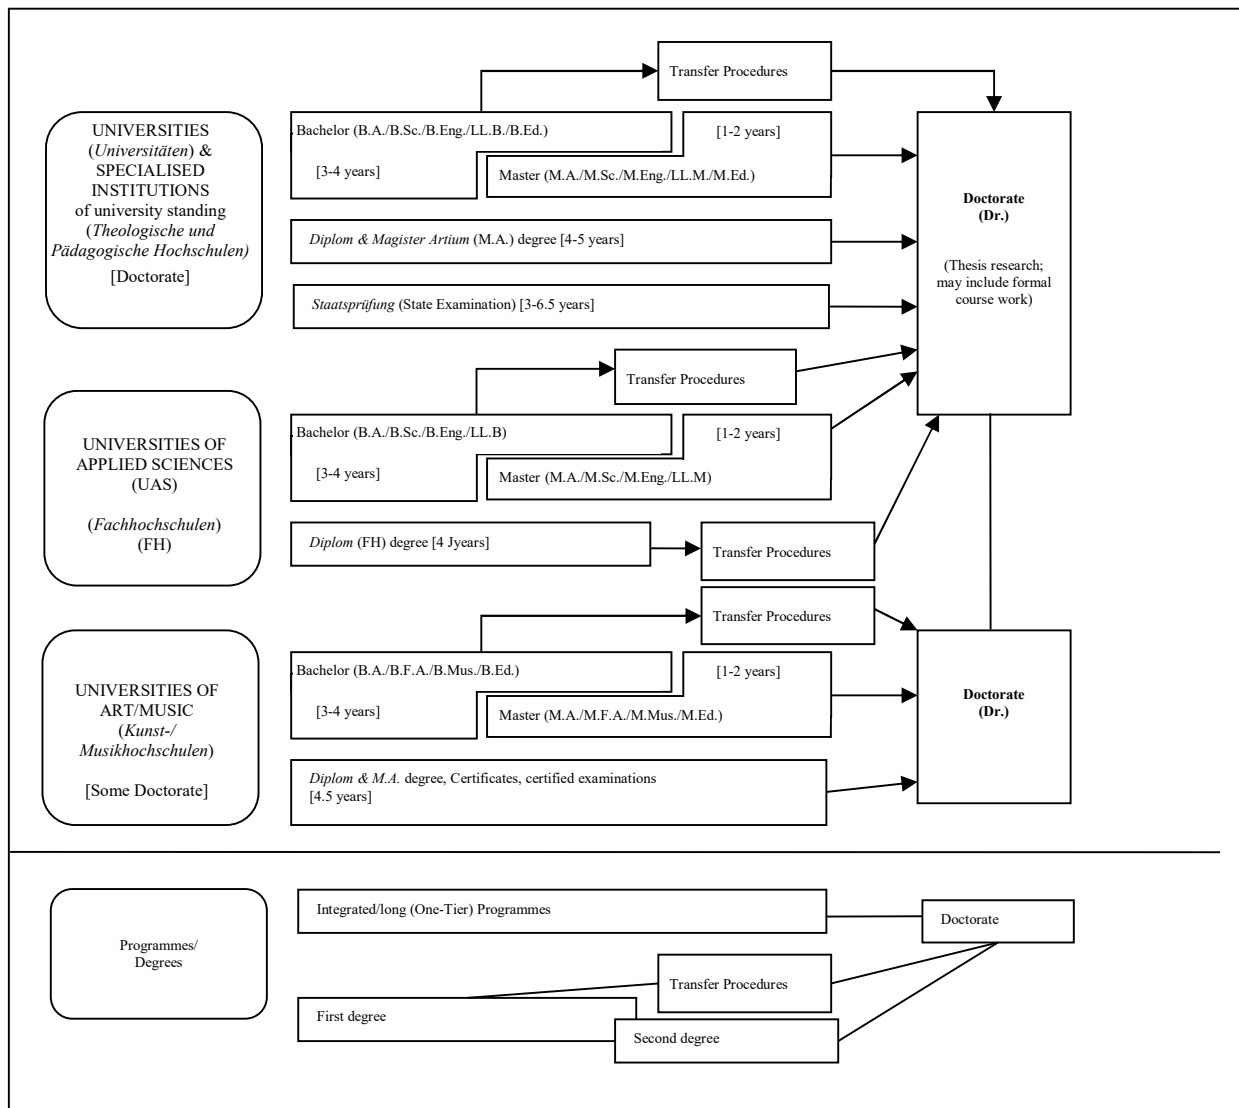 Transfer Procedures
UNIVERSITIES
(Universitäten) &
SPECIALISED
INSTITUTIONS
of university standing
(Theologische und
Pädagogische Hochschulen)
[Doctorate]
Bachelor (B.A./B.Sc./B.Eng./LL.B./B.Ed.)
[3-4 years]
[1-2 years]
Master (M.A./M.Sc./M.Eng./LL.M./M.Ed.)
Diplom & Magister Artium (M.A.) degree [4-5 years]
Staatsprüfung (State Examination) [3-6.5 years]
Doctorate
(Dr.)
(Thesis research;
may include formal
course work)
Transfer Procedures
UNIVERSITIES OF
APPLIED SCIENCES
(UAS)
(Fachhochschulen)
(FH)
Bachelor (B.A./B.Sc./B.Eng./LL.B)
[3-4 years]
[1-2 years]
Master (M.A./M.Sc./M.Eng./LL.M)
Diplom (FH) degree [4 Jyears]
Transfer Procedures
Transfer Procedures
UNIVERSITIES OF
ART/MUSIC
(Kunst-/
Musikhochschulen)
[Some Doctorate]
Bachelor (B.A./B.F.A./B.Mus./B.Ed.)
[3-4 years]
[1-2 years]
Master (M.A./M.F.A./M.Mus./M.Ed.)
Diplom & M.A. degree, Certificates, certified examinations
[4.5 years]
Doctorate
(Dr.)
Programmes/
Degrees
Integrated/long (One-Tier) Programmes
Doctorate
Transfer Procedures
First degree
Second degree